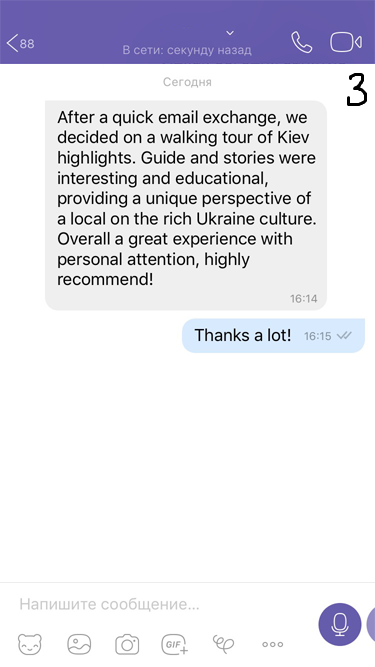 88
В сети: секунду назад
Сегодня
3
After a quick email exchange, we
decided on a walking tour of Kiev
highlights. Guide and stories were
interesting and educational,
providing a unique perspective of
a local on the rich Ukraine culture.
Overall a great experience with
personal attention, highly
recommend!
16:14
Thanks a lot! 16:15
Напишите сообщение...
GIF